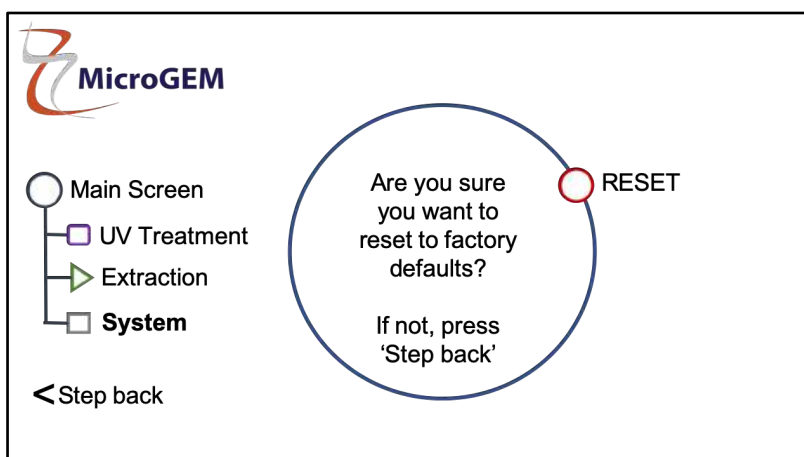 MicroGEM
Main Screen
UV Treatment
Extraction
System
< Step back
Are you sure
you want to
reset to factory
defaults?
If not, press
‘Step back’
RESET